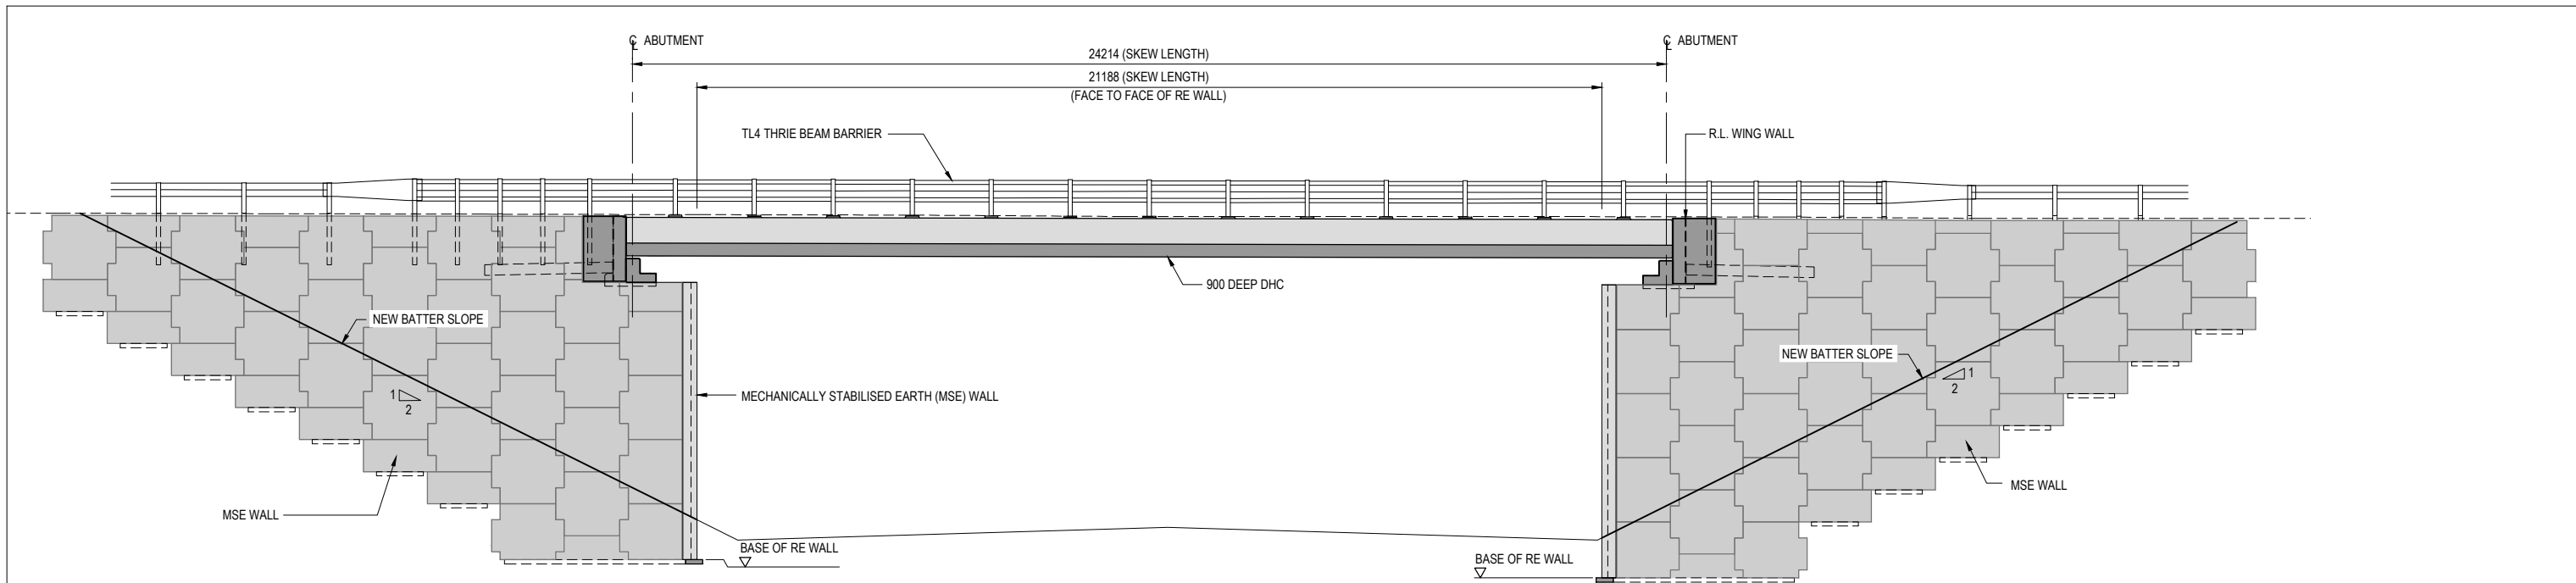 ℄ ABUTMENT
℄ ABUTMENT
24214 (SKEW LENGTH)
21188 (SKEW LENGTH)
(FACE TO FACE OF RE WALL)
TL4 THRIE BEAM BARRIER
R.L. WING WALL
900 DEEP DHC
NEW BATTER SLOPE
NEW BATTER SLOPE
1
2
1
2
MECHANICALLY STABILISED EARTH (MSE) WALL
MSE WALL
MSE WALL
BASE OF RE WALL
BASE OF RE WALL